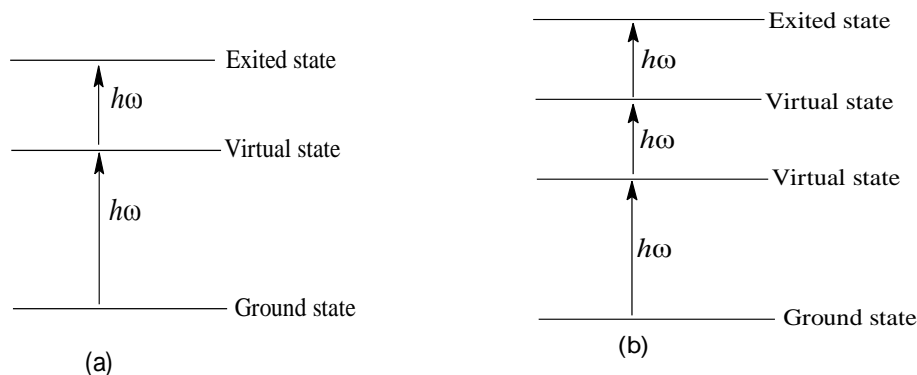 Exited state
hω
Virtual state
hω
Ground state
(a)
Exited state
hω
Virtual state
hω
Virtual state
hω
Ground state
(b)